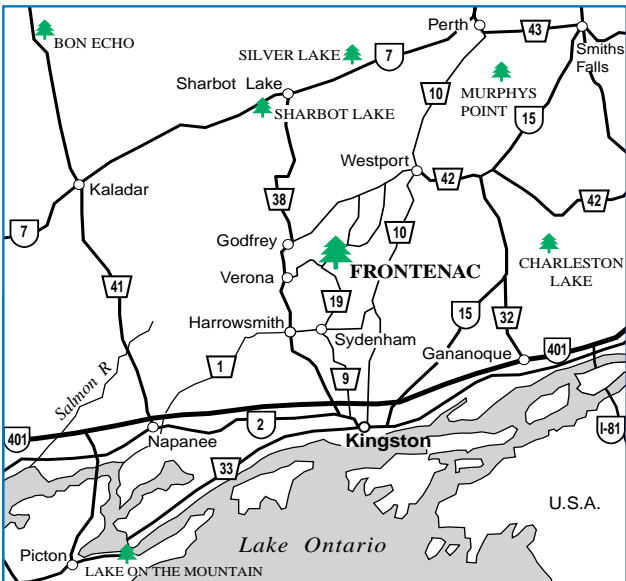 BON ECHO
Perth
43
SILVER LAKE
7
Smiths
Falls
Sharbot Lake
10
MURPHYS
POINT
SHARBOT LAKE
15
Westport
42
Kaladar
38
42
7
10
Godfrey
FRONTENAC
CHARLESTON
LAKE
Verona
41
19
15
32
Harrowsmith
Sydenham
Gananoque
401
1
9
Salmon R
2
401
Napanee
Kingston
I-81
33
U.S.A.
Picton
Lake Ontario
LAKE ON THE MOUNTAIN